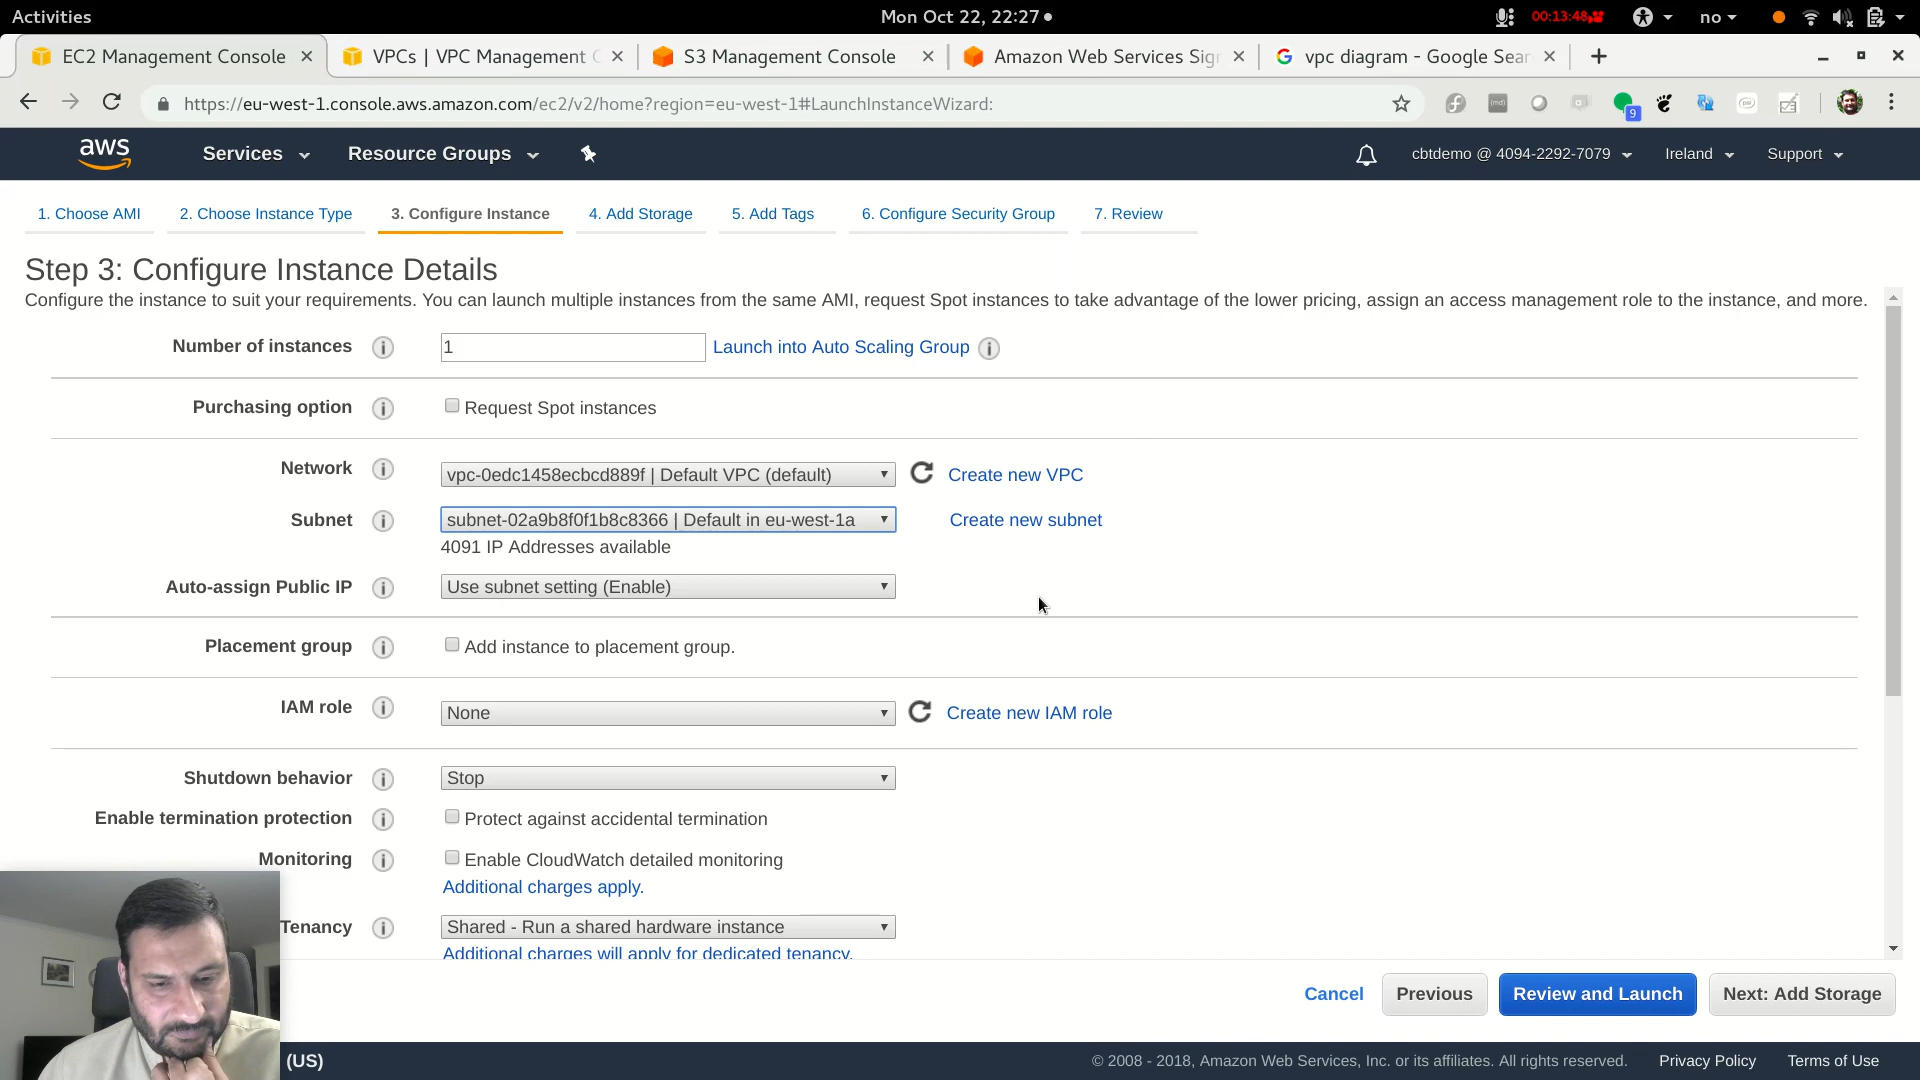 Activities
Mon Oct 22, 22:27
00:13:48
no
EC2 Management Console
VPCs | VPC Management C
S3 Management Console
Amazon Web Services Sign
vpc diagram - Google Sear
https://eu-west-1.console.aws.amazon.com/ec2/v2/home?region=eu-west-1#LaunchInstanceWizard:
9
aws
Services
Resource Groups
cbtdemo @ 4094-2292-7079
Ireland
Support
1. Choose AMI
2. Choose Instance Type
3. Configure Instance
4. Add Storage
5. Add Tags
6. Configure Security Group
7. Review
Step 3: Configure Instance Details
Configure the instance to suit your requirements. You can launch multiple instances from the same AMI, request Spot instances to take advantage of the lower pricing, assign an access management role to the instance, and more.
Number of instances
1
Launch into Auto Scaling Group
Purchasing option
Request Spot instances
Network
vpc-0edc1458ecbcd889f | Default VPC (default)
Create new VPC
Subnet
subnet-02a9b8f0f1b8c8366 | Default in eu-west-1a
Create new subnet
4091 IP Addresses available
Auto-assign Public IP
Use subnet setting (Enable)
Placement group
Add instance to placement group.
IAM role
None
Create new IAM role
Shutdown behavior
Stop
Enable termination protection
Protect against accidental termination
Monitoring
Enable CloudWatch detailed monitoring
Additional charges apply.
Tenancy
Shared - Run a shared hardware instance
Additional charges will apply for dedicated tenancy.
Cancel
Previous
Review and Launch
Next: Add Storage
(US)
© 2008 - 2018, Amazon Web Services, Inc. or its affiliates. All rights reserved.
Privacy Policy
Terms of Use